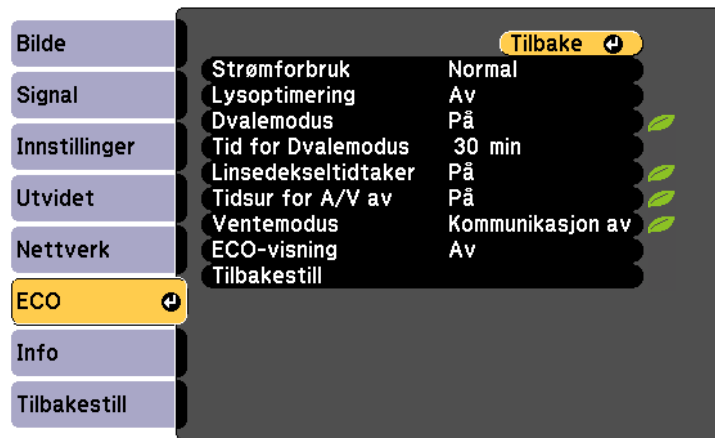 Bilde
Signal
Innstillinger
Utvidet
Nettverk
ECO
Info
Tilbakestill
Tilbake
Strømforbruk Normal
Lysoptimering Av
Dvalemodus På
Tid for Dvalemodus 30 min
Linsedekseltidtaker På
Tidsur for A/V av På
Ventemodus Kommunikasjon av
ECO-visning Av
Tilbakestill